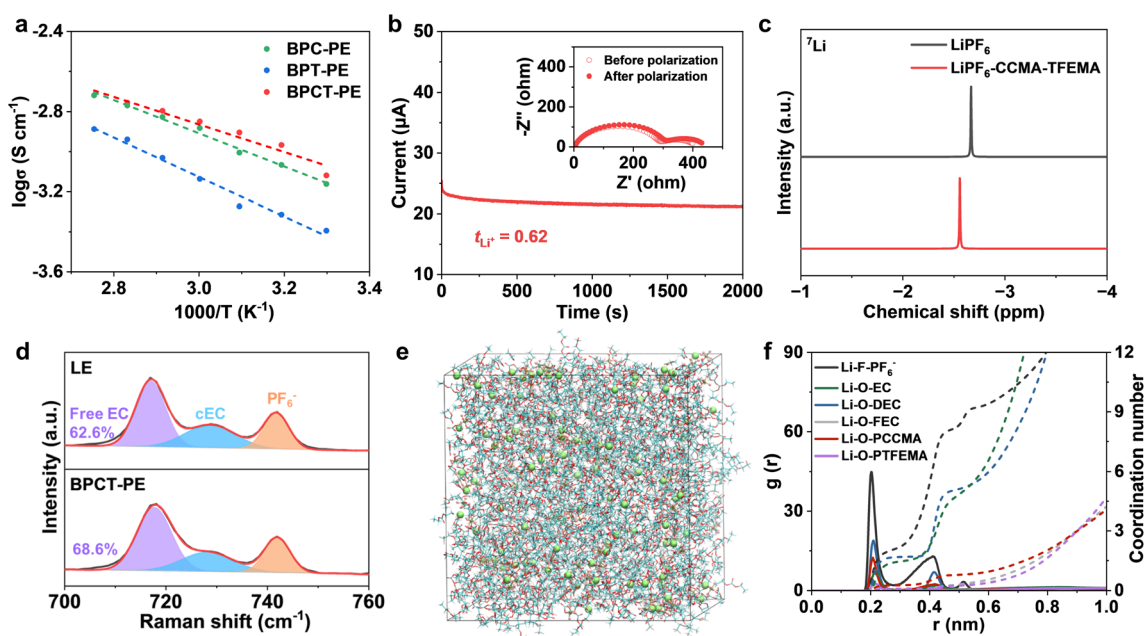 a
-2.4
-2.8
-3.2
-3.6
logσ (S cm⁻¹)
BPC-PE
BPT-PE
BPCT-PE
2.8 3.0 3.2 3.4
1000/T (K⁻¹)
b
50
40
30
20
10
Current (μA)
Before polarization
After polarization
400
200
0
-Z'' (ohm)
0 200 400
Z' (ohm)
tLi⁺ = 0.62
0 500 1000 1500 2000
Time (s)
c
⁷Li
LiPF₆
LiPF₆-CCMA-TFEMA
Intensity (a.u.)
−1 −2 −3 −4
Chemical shift (ppm)
d
LE
Free EC
62.6%
cEC
PF₆⁻
BPCT-PE
68.6%
Intensity (a.u.)
700 720 740 760
Raman shift (cm⁻¹)
e
f
90
60
30
0
g (r)
Li-F-PF₆⁻
Li-O-EC
Li-O-DEC
Li-O-FEC
Li-O-PCCMA
Li-O-PTFEMA
12
9
6
3
0
Coordination number
0.0 0.2 0.4 0.6 0.8 1.0
r (nm)